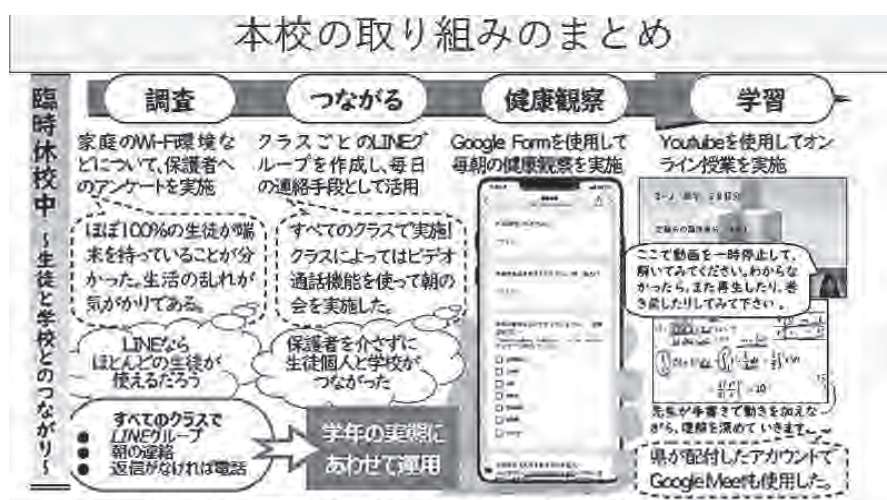 本校の取り組みのまとめ
臨時休校中 ~生徒と学校とのつながり~
調査
家庭のWi-Fi環境な
どについて、保護者へ
のアンケートを実施
ほぼ100%の生徒が端
末を持っていることが分
かった。生活の乱れが
気がかりである。
LINEなら
ほとんどの生徒が
使えるだろう
すべてのクラスで
● LINEグループ
● 朝の連絡
● 返信がなければ電話
つながる
クラスごとのLINEグ
ループを作成し、毎日
の連絡手段として活用
すべてのクラスで実施!
クラスによってはビデオ
通話機能を使って朝の
会を実施した。
保護者を介さずに
生徒個人と学校が
つながった
学年の実態に
あわせて運用
健康観察
Google Formを使用して
毎朝の健康観察を実施
学習
Youtubeを使用してオン
ライン授業を実施
ここで動画を一時停止して、
解いてみてください。わからな
かったら、また再生したり、巻
き戻したりしてみて下さい。
先生が手書きで動きを加えな
がら、理解を深めていきます。
県が配付したアカウントで
Google Meetも使用した。